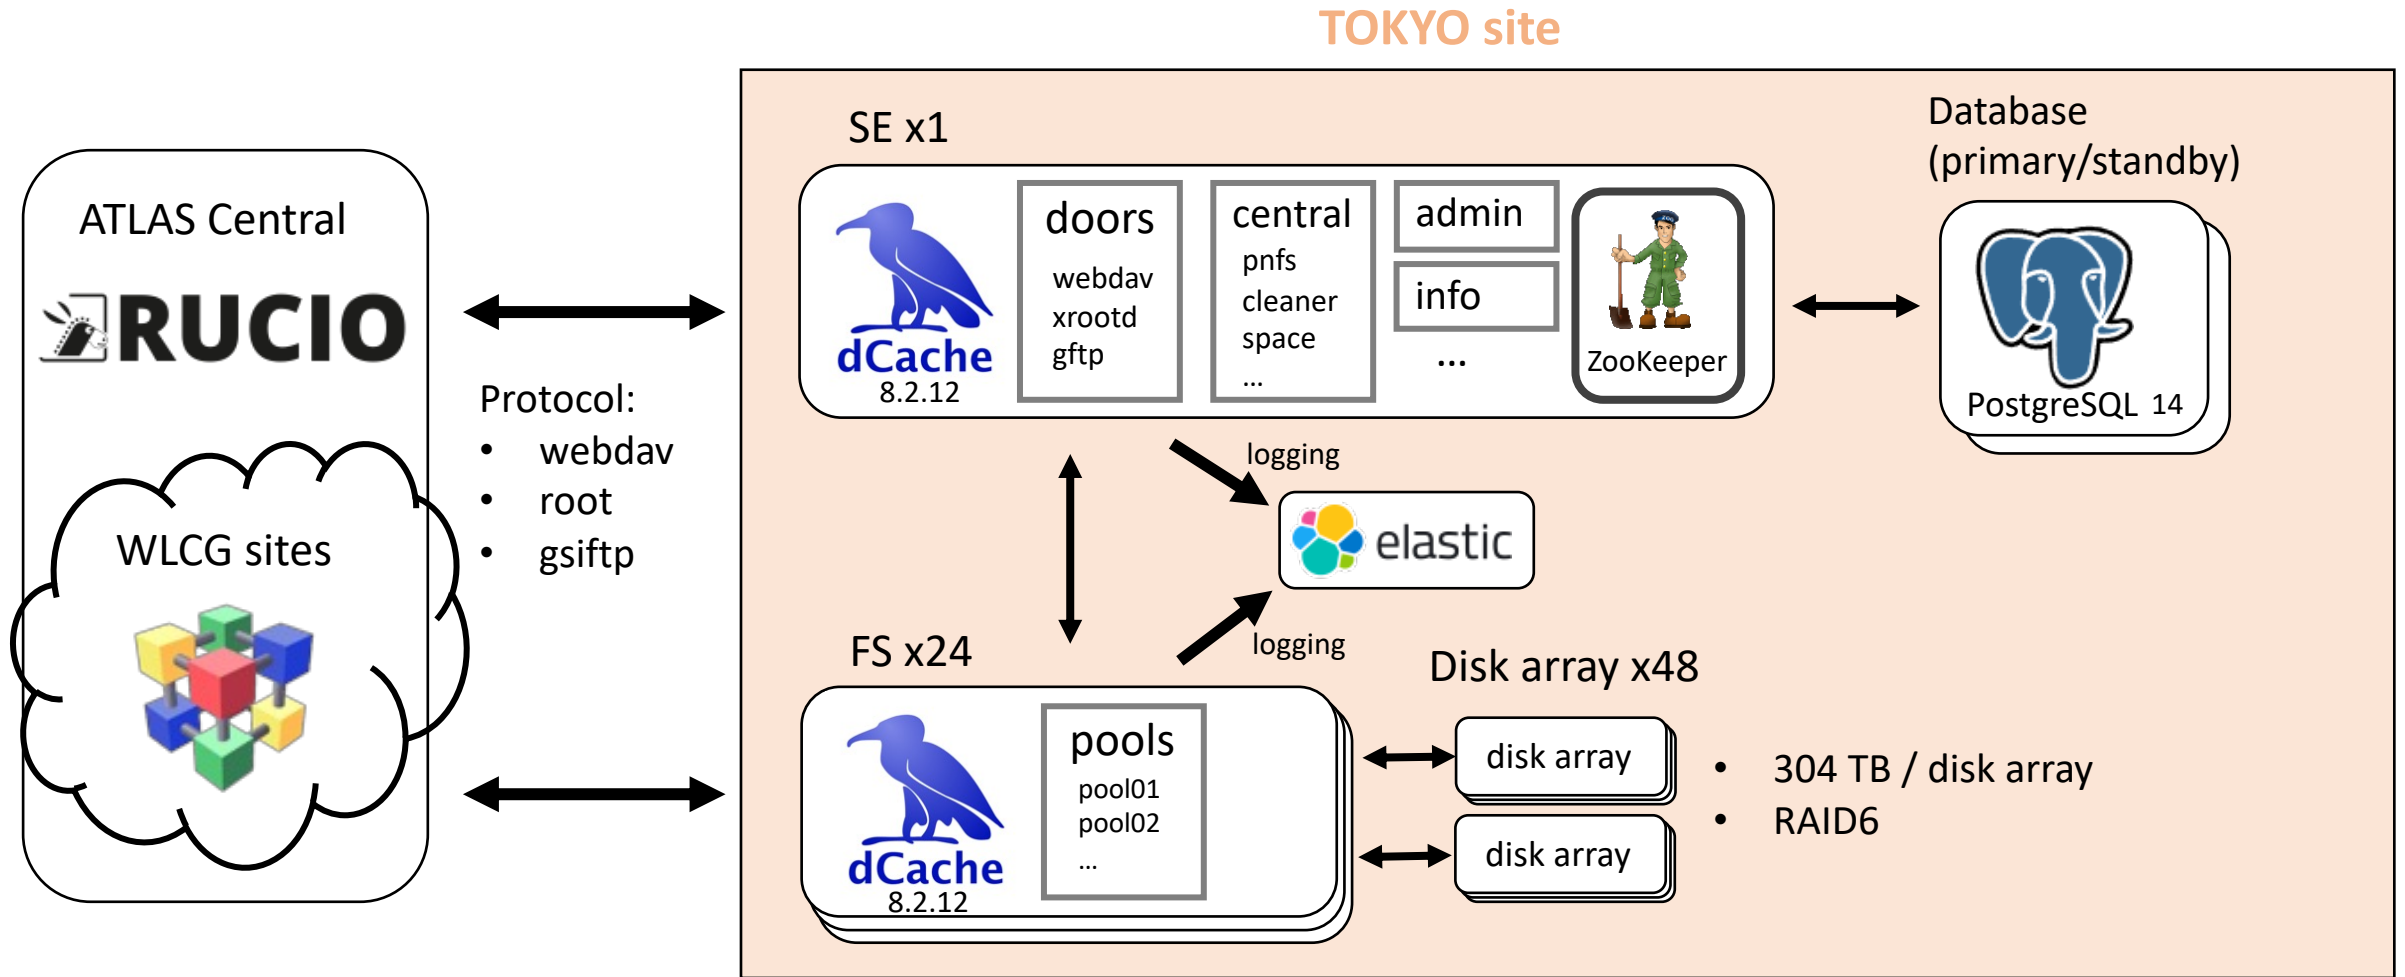 TOKYO site
ATLAS Central
RUCIO
WLCG sites
Protocol:
• webdav
• root
• gsiftp
SE x1
dCache
8.2.12
doors
webdav
xrootd
gftp
central
pnfs
cleaner
space
...
admin
info
...
ZOO
ZooKeeper
Database
(primary/standby)
PostgreSQL 14
logging
elastic
logging
FS x24
dCache
8.2.12
pools
pool01
pool02
...
Disk array x48
disk array
disk array
• 304 TB / disk array
• RAID6